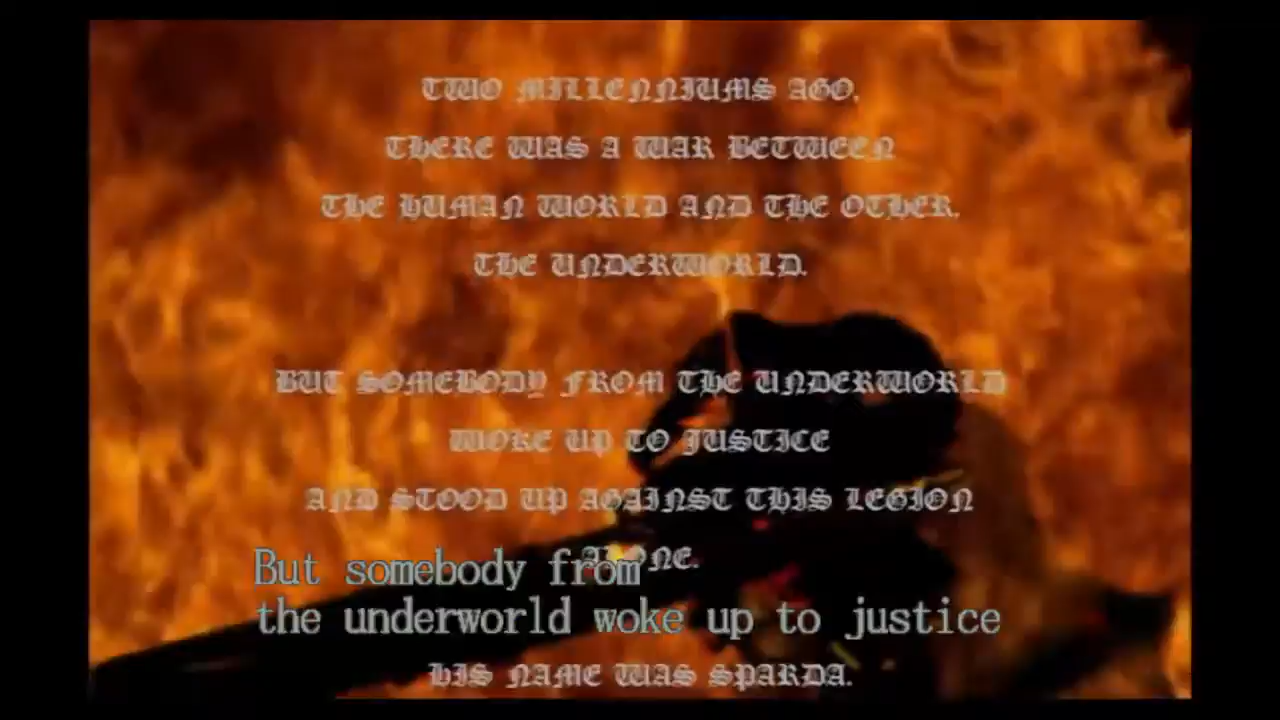 TWO MILLENNIUMS AGO,
THERE WAS A WAR BETWEEN
THE HUMAN WORLD AND THE OTHER.
THE UNDERWORLD.
BUT SOMEBODY FROM THE UNDERWORLD
WOKE UP TO JUSTICE
AND STOOD UP AGAINST THIS LEGION
ALONE.
But somebody from
the underworld woke up to justice
HIS NAME WAS SPARDA.